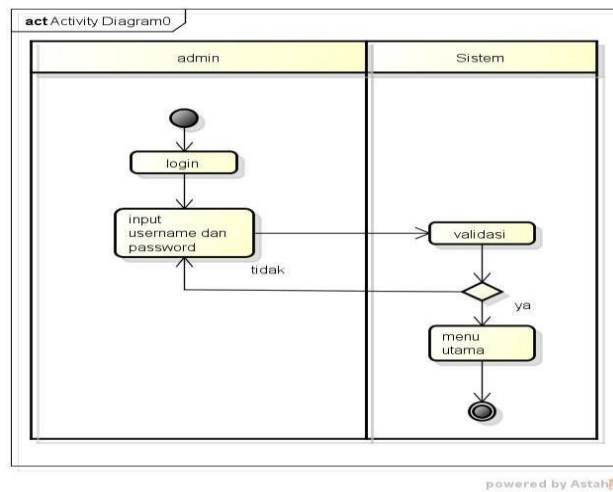 act Activity Diagram0
admin
Sistem
login
input
username dan
password
validasi
tidak
ya
menu
utama
powered by Astah